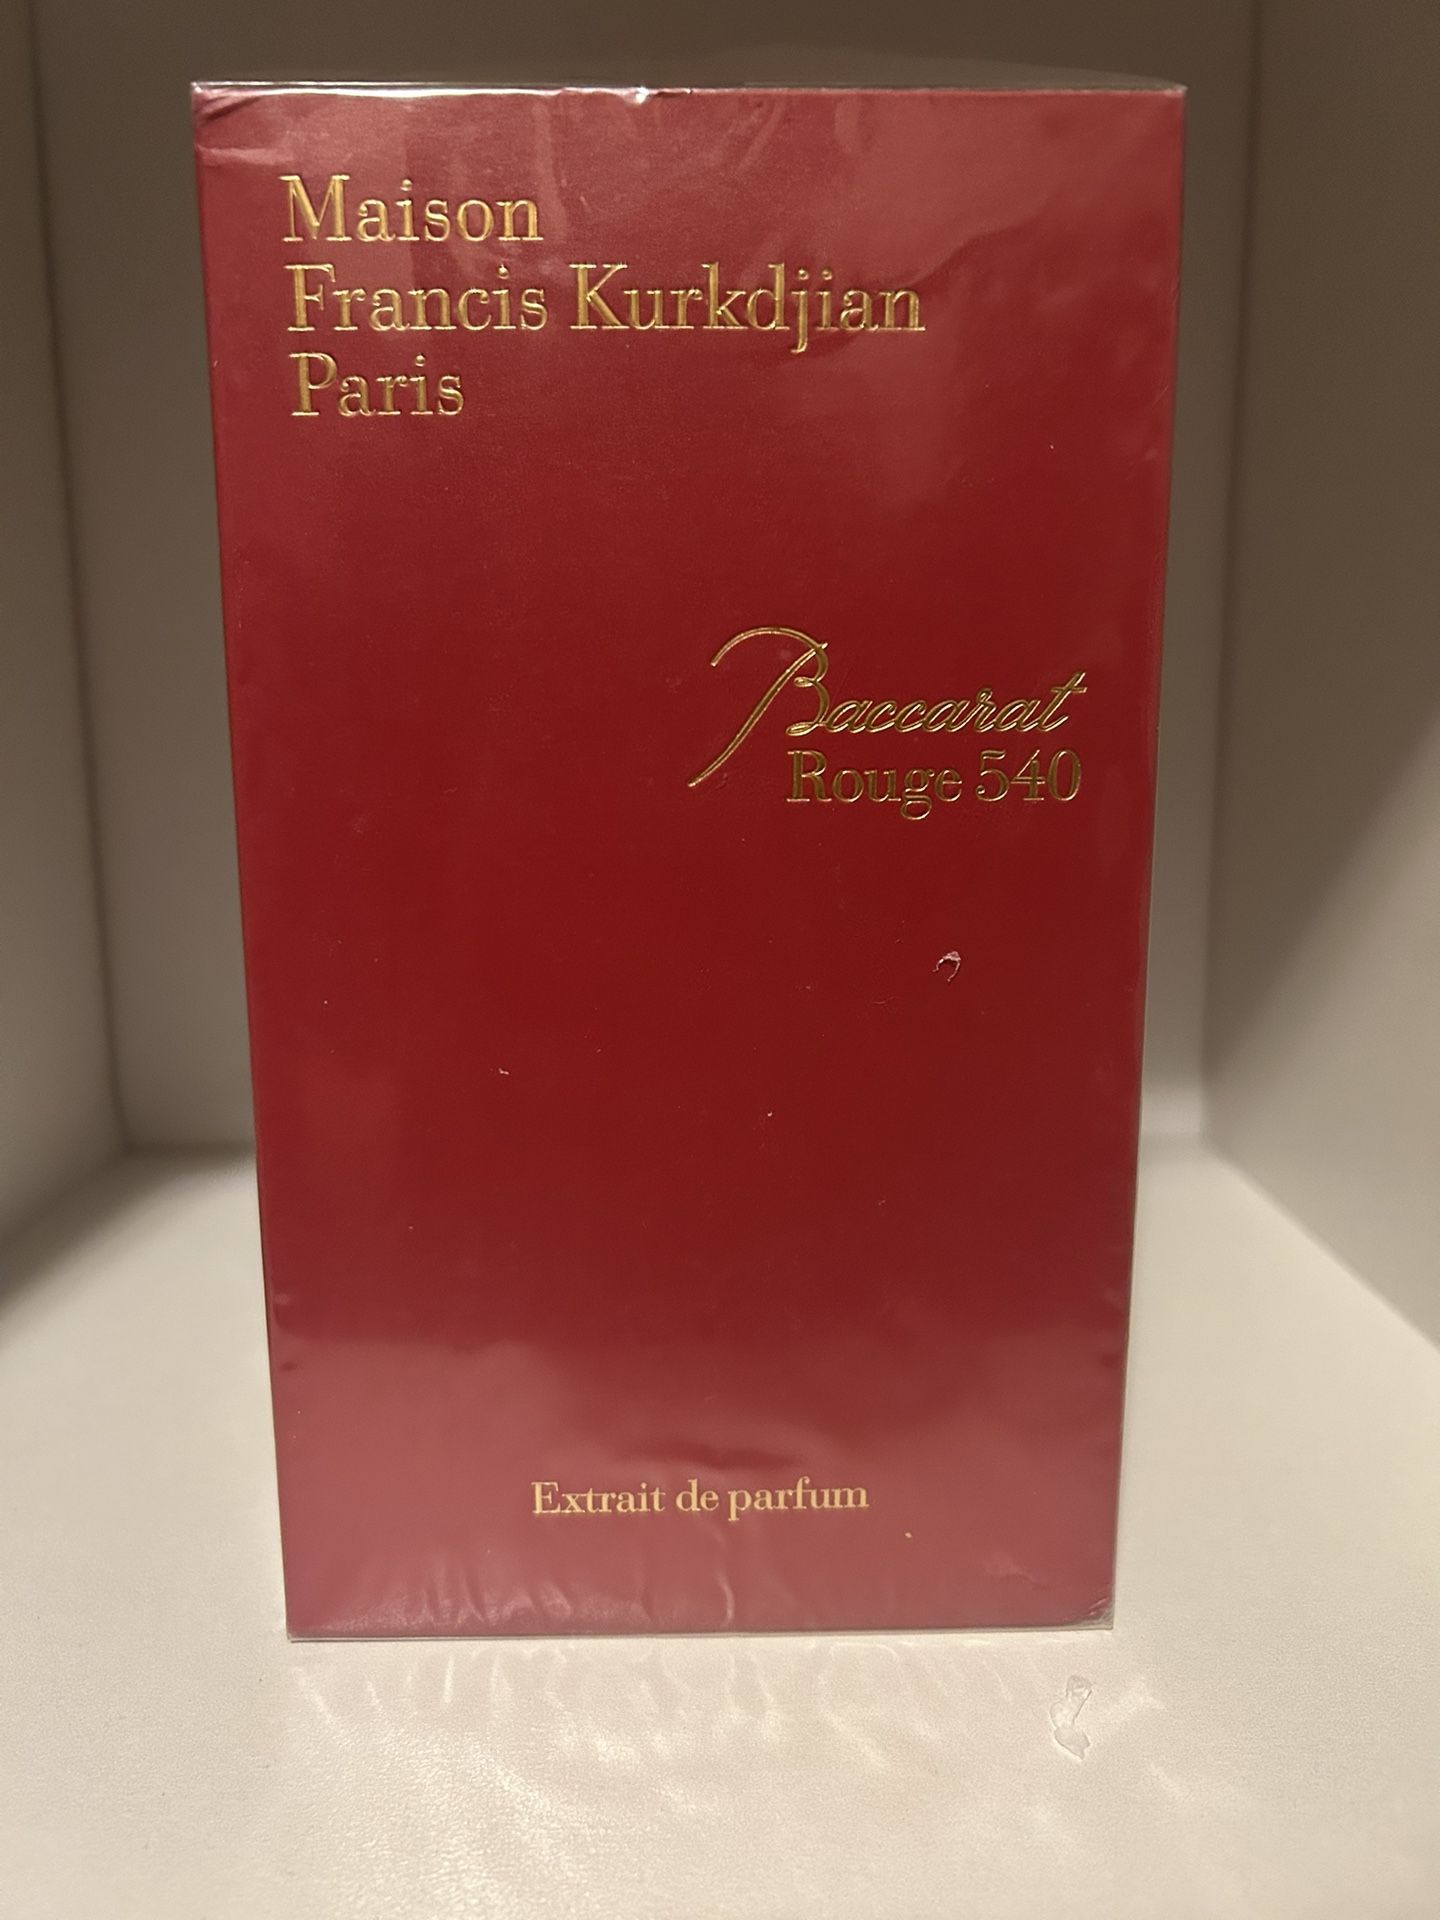 Maison
Francis Kurkdjian
Paris
Baccarat
Rouge 540
Extrait de parfum